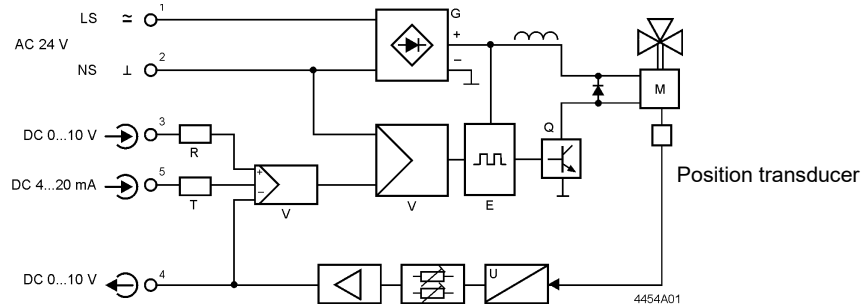 LS ≃ 1
G
AC 24 V
+
−
NS ⊥ 2
M
DC 0...10 V 3
R
Q
DC 4...20 mA 5
T
+
−
V
V
E
Position transducer
DC 0...10 V 4
U
4454A01